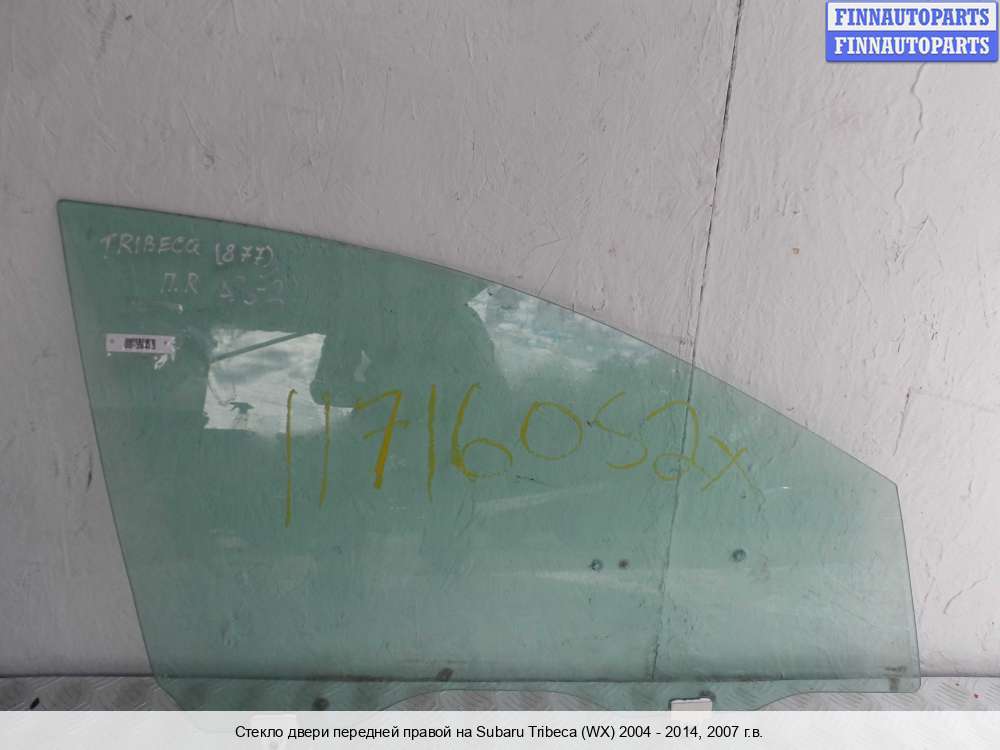 FINNAUTOPARTS
FINNAUTOPARTS
TRIBECA (877)
П.R
11716052x
Стекло двери передней правой на Subaru Tribeca (WX) 2004 - 2014, 2007 г.в.